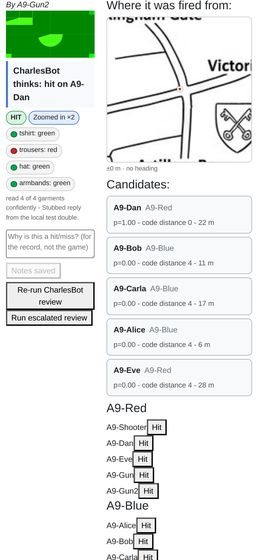 By A9-Gun2
CharlesBot
thinks: hit on A9-
Dan
HIT
Zoomed in ×2
tshirt: green
trousers: red
hat: green
armbands: green
read 4 of 4 garments
confidently - Stubbed reply
from the local test double.
Why is this a hit/miss? (for
the record, not the game)
Notes saved
Re-run CharlesBot
review
Run escalated review
Where it was fired from:
Victori
±0 m · no heading
Candidates:
A9-Dan A9-Red
p=1.00 - code distance 0 - 22 m
A9-Bob A9-Blue
p=0.00 - code distance 4 - 11 m
A9-Carla A9-Blue
p=0.00 - code distance 4 - 17 m
A9-Alice A9-Blue
p=0.00 - code distance 4 - 6 m
A9-Eve A9-Red
p=0.00 - code distance 4 - 28 m
A9-Red
A9-Shooter Hit
A9-Dan Hit
A9-Eve Hit
A9-Gun Hit
A9-Gun2 Hit
A9-Blue
A9-Alice Hit
A9-Bob Hit
A9-Carla Hit